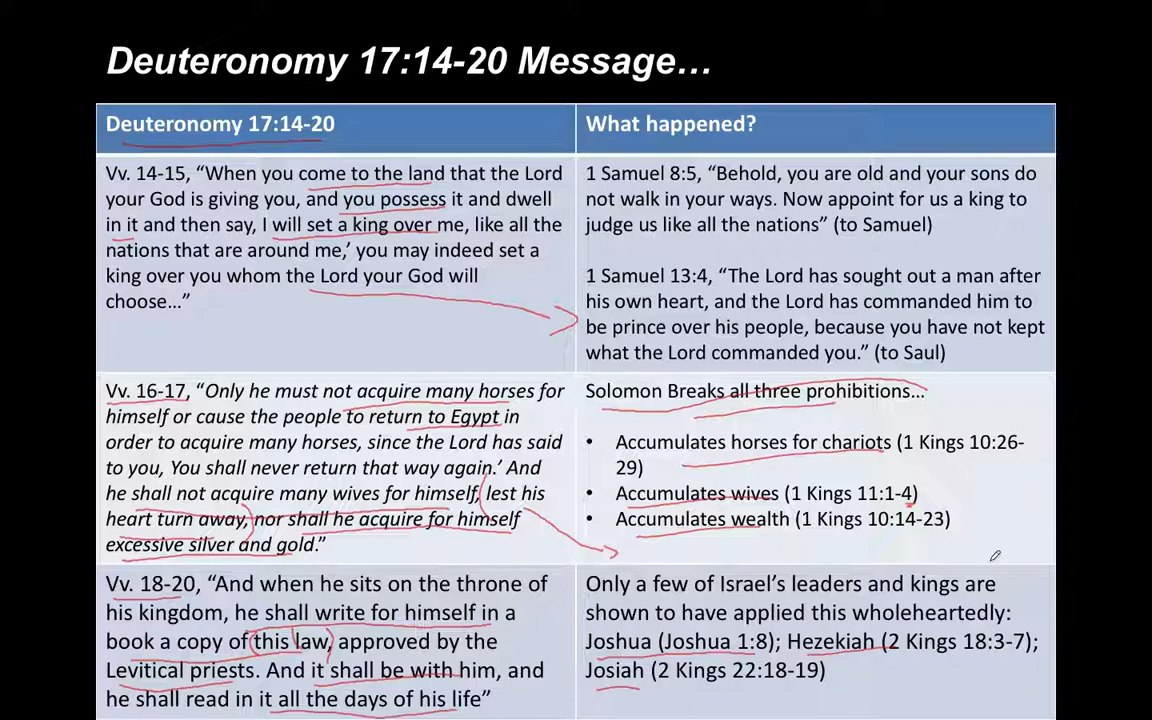 Deuteronomy 17:14-20 Message…
Deuteronomy 17:14-20
What happened?
Vv. 14-15, “When you come to the land that the Lord
your God is giving you, and you possess it and dwell
in it and then say, I will set a king over me, like all the
nations that are around me,’ you may indeed set a
king over you whom the Lord your God will
choose…”
1 Samuel 8:5, “Behold, you are old and your sons do
not walk in your ways. Now appoint for us a king to
judge us like all the nations” (to Samuel)
1 Samuel 13:4, “The Lord has sought out a man after
his own heart, and the Lord has commanded him to
be prince over his people, because you have not kept
what the Lord commanded you.” (to Saul)
Vv. 16-17, “Only he must not acquire many horses for
himself or cause the people to return to Egypt in
order to acquire many horses, since the Lord has said
to you, You shall never return that way again.’ And
he shall not acquire many wives for himself, lest his
heart turn away, nor shall he acquire for himself
excessive silver and gold.”
Solomon Breaks all three prohibitions…
• Accumulates horses for chariots (1 Kings 10:26-
29)
• Accumulates wives (1 Kings 11:1-4)
• Accumulates wealth (1 Kings 10:14-23)
Vv. 18-20, “And when he sits on the throne of
his kingdom, he shall write for himself in a
book a copy of this law, approved by the
Levitical priests. And it shall be with him, and
he shall read in it all the days of his life”
Only a few of Israel’s leaders and kings are
shown to have applied this wholeheartedly:
Joshua (Joshua 1:8); Hezekiah (2 Kings 18:3-7);
Josiah (2 Kings 22:18-19)